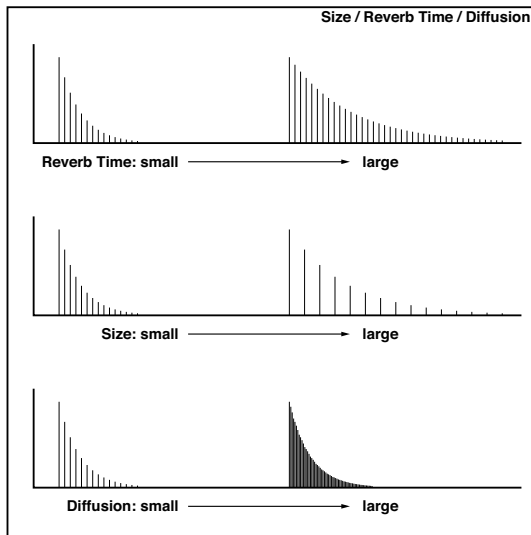 Size / Reverb Time / Diffusion
Reverb Time: small large
Size: small large
Diffusion: small large